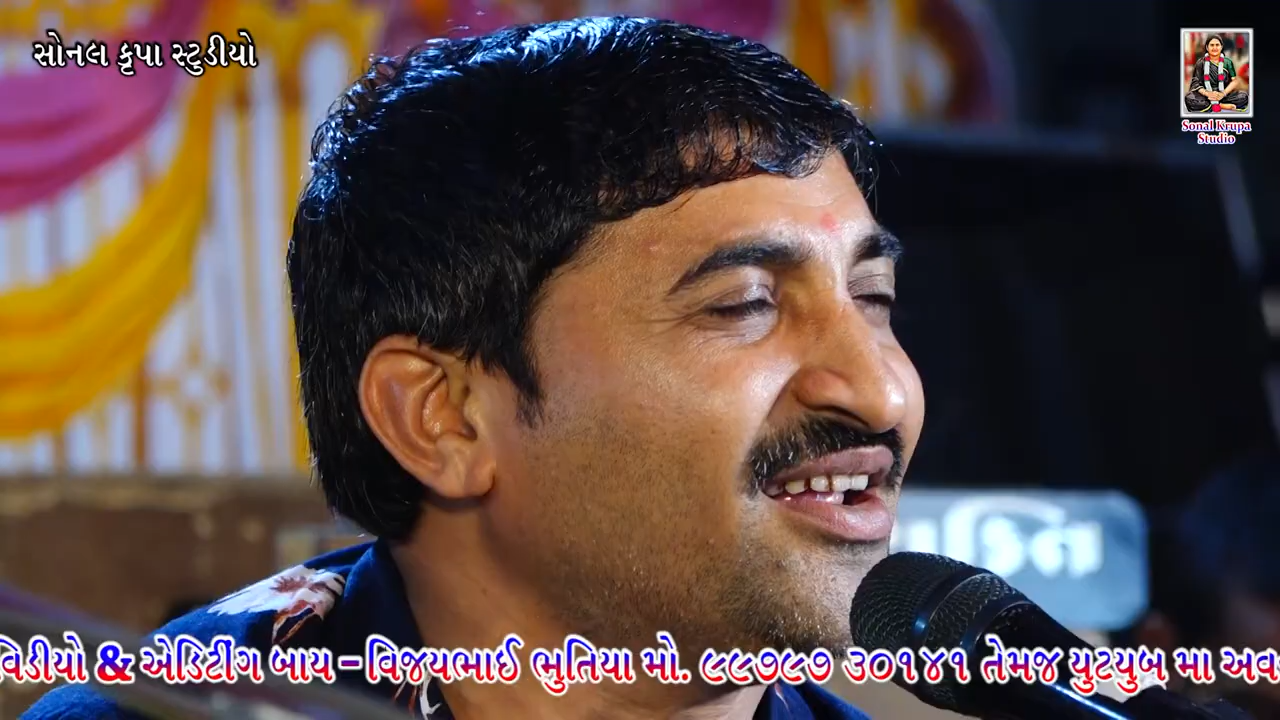 સોનલ કૃપા સ્ટુડીયો
Sonal Krupa
Studio
વિડીયો & એડિટીંગ બાય-વિજયભાઈ ભુતિયા મો. ૯૯૭૯૭ ૩૦૧૪૧ તેમજ યુટયુબ મા